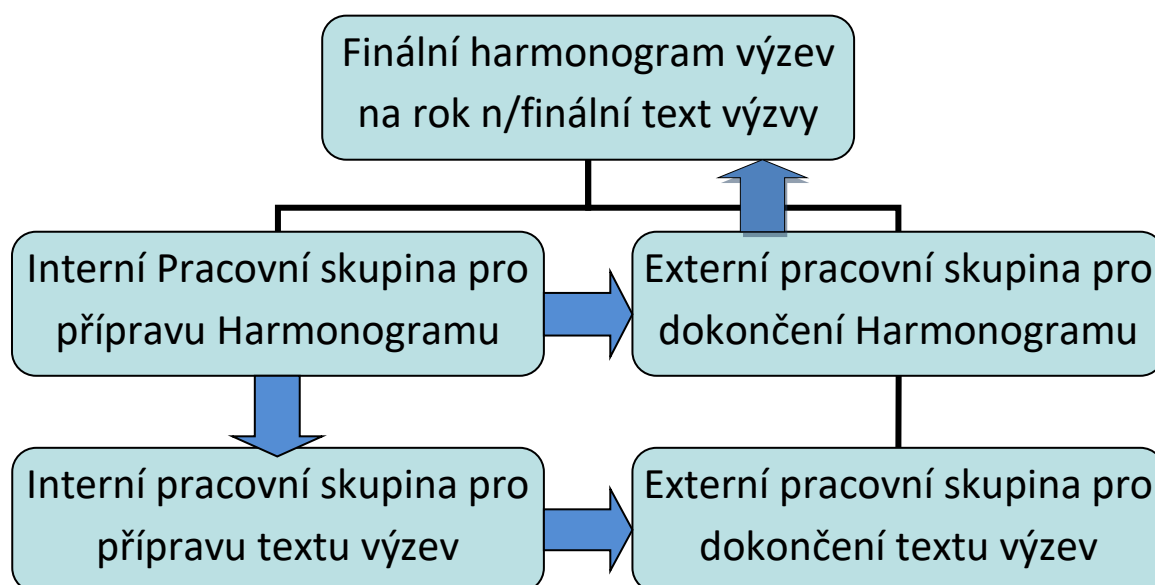 Finální harmonogram výzev
na rok n/finální text výzvy
Interní Pracovní skupina pro
přípravu Harmonogramu
Externí pracovní skupina pro
dokončení Harmonogramu
Interní pracovní skupina pro
přípravu textu výzev
Externí pracovní skupina pro
dokončení textu výzev